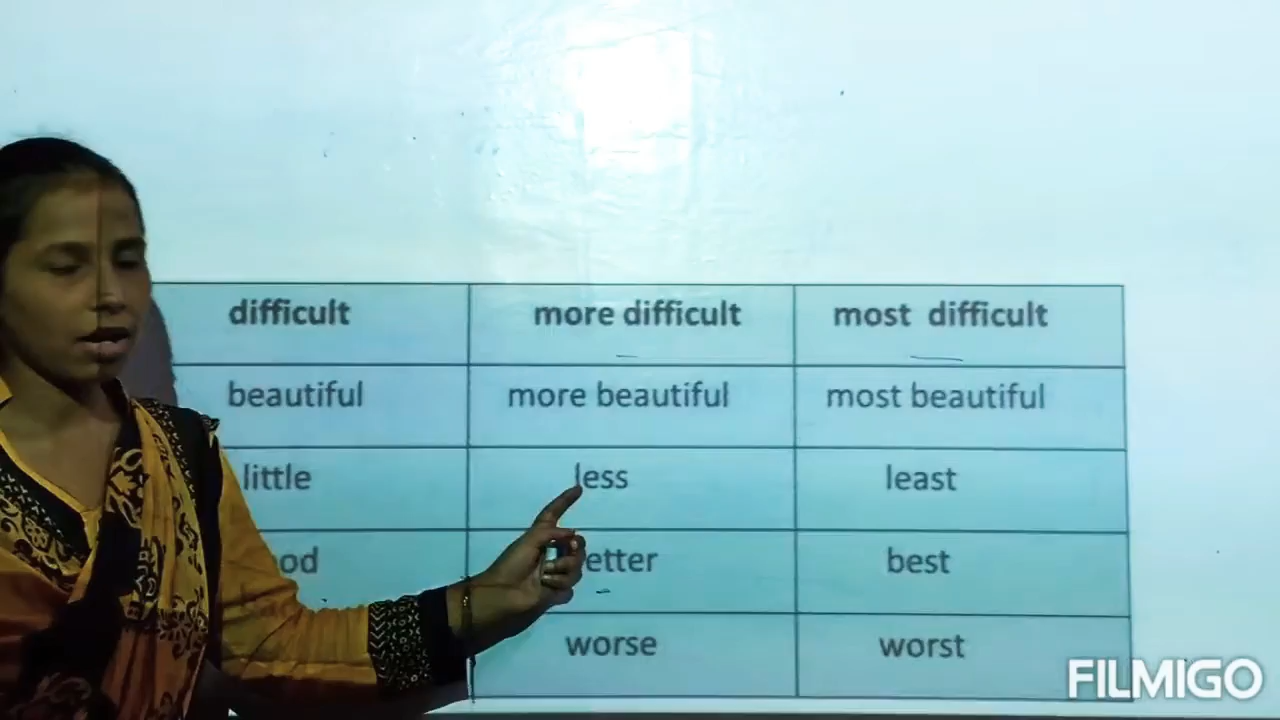 difficult more difficult most difficult
beautiful more beautiful most beautiful
little less least
best
worse worst
FILMIGO